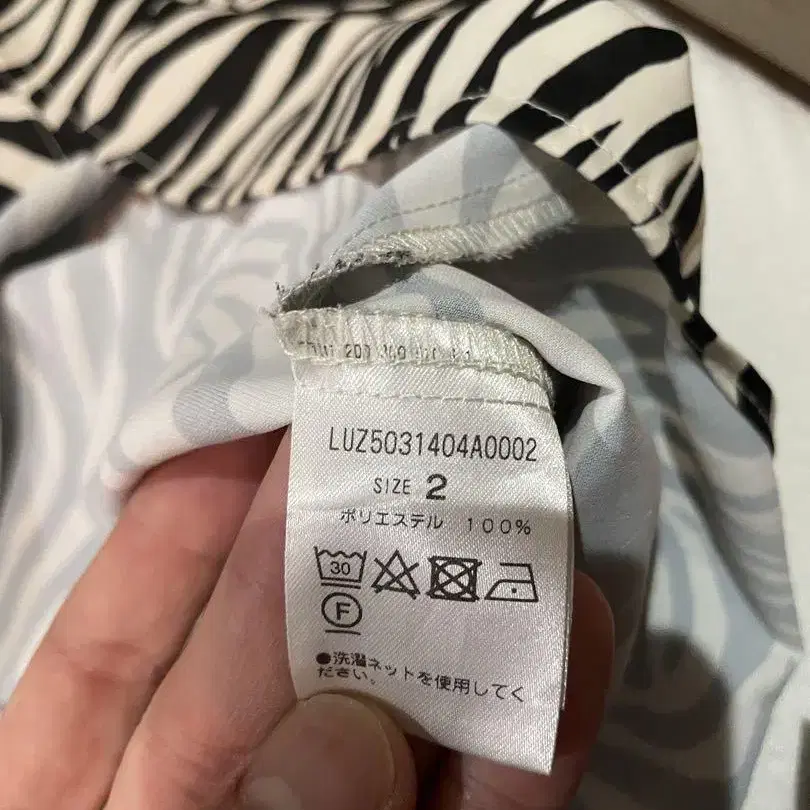 LUZ5031404A0002
SIZE 2
ポリエステル 100%
30
F
●洗濯ネットを使用してく
ださい。